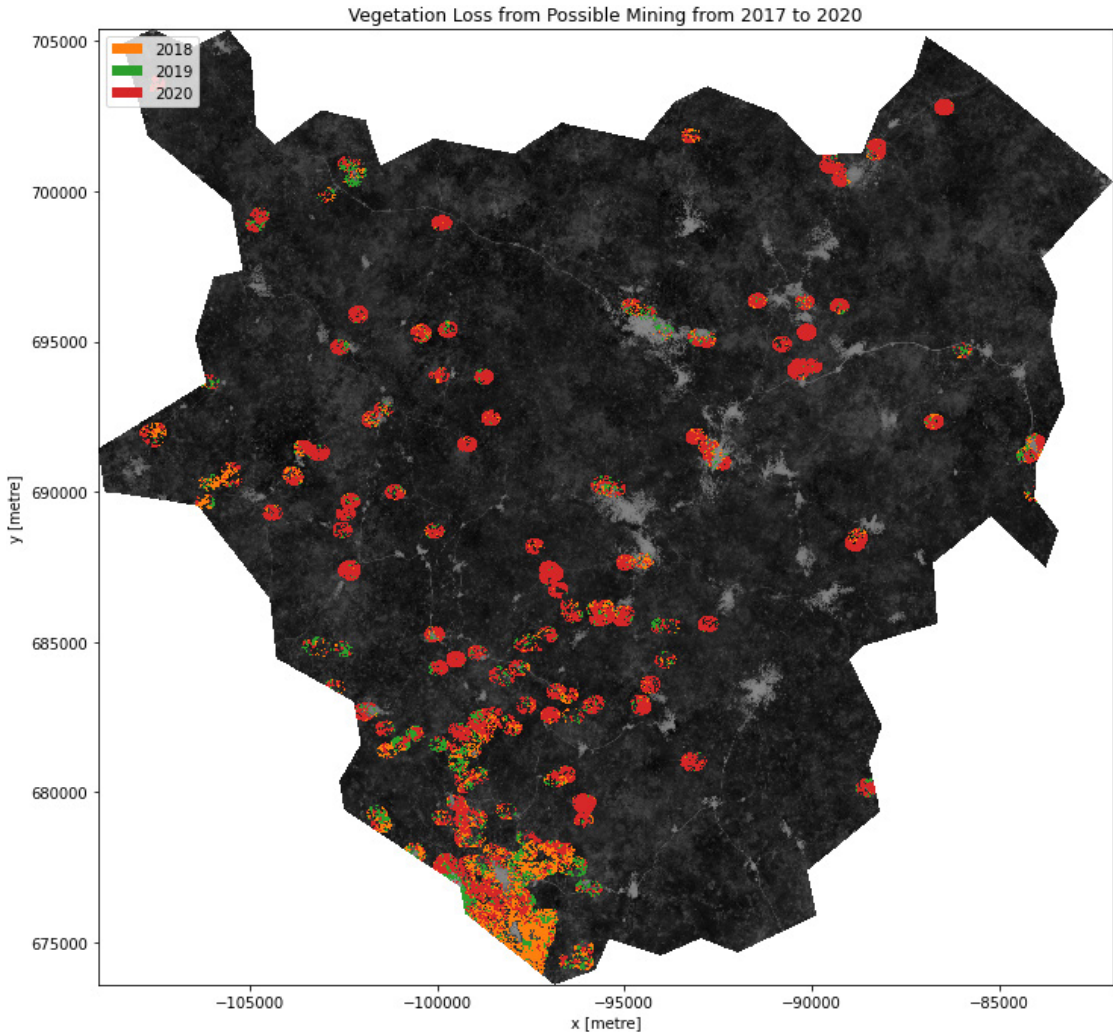 Vegetation Loss from Possible Mining from 2017 to 2020
705000
2018
2019
2020
700000
695000
690000
685000
680000
675000
y [metre]
−105000 −100000 −95000 −90000 −85000
x [metre]